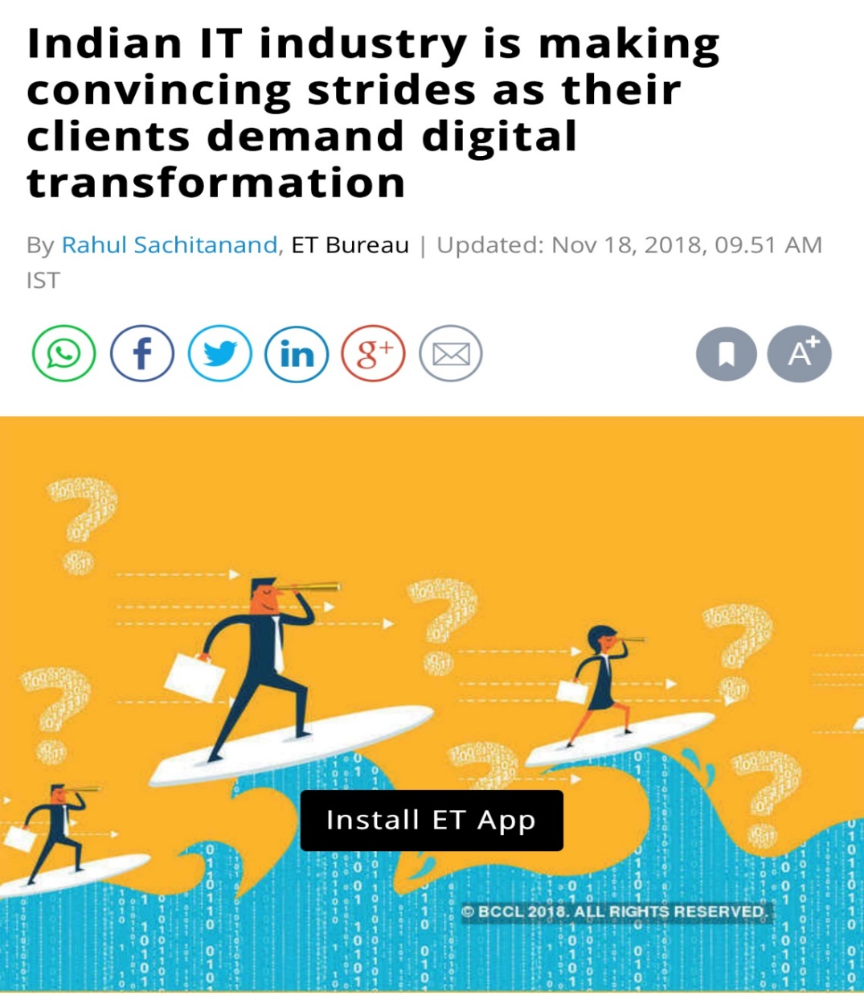 Indian IT industry is making
convincing strides as their
clients demand digital
transformation
By Rahul Sachitanand, ET Bureau | Updated: Nov 18, 2018, 09.51 AM
IST
f
in
g+
A+
Install ET App
© BCCL 2018. ALL RIGHTS RESERVED.